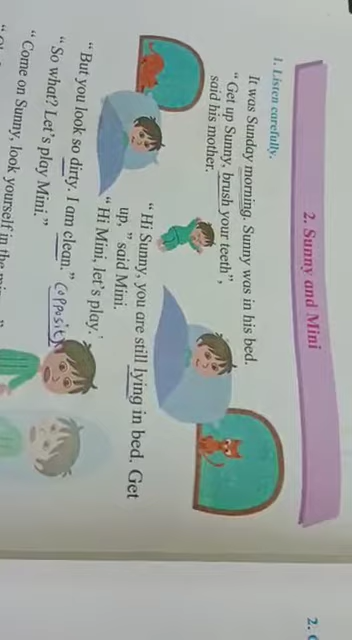 2. Sunny and Mini
1. Listen carefully.
It was Sunday morning. Sunny was in his bed.
“Get up Sunny, brush your teeth”,
said his mother.
“Hi Sunny, you are still lying in bed. Get
up,” said Mini.
“Hi Mini, let's play.’
“But you look so dirty. I am clean.” (opposit)
“So what? Let's play Mini.”
“Come on Sunny, look yourself in the
2.